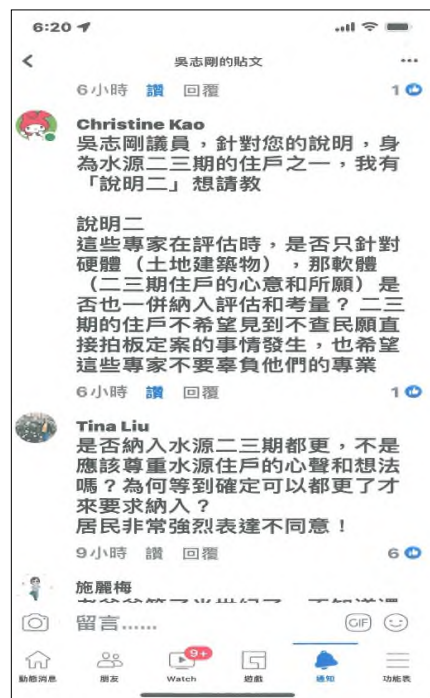 6:20
吳志剛的貼文
6小時 讚 回覆 1
Christine Kao
吳志剛議員，針對您的說明，身
為水源二三期的住戶之一，我有
「說明二」想請教
說明二
這些專家在評估時，是否只針對
硬體（土地建築物），那軟體
（二三期住戶的心意和所願）是
否也一併納入評估和考量？二三
期的住戶不希望見到不查民願直
接拍板定案的事情發生，也希望
這些專家不要辜負他們的專業
6小時 讚 回覆 1
Tina Liu
是否納入水源二三期都更，不是
應該尊重水源住戶的心聲和想法
嗎？為何等到確定可以都更了才
來要求納入？
居民非常強烈表達不同意！
9小時 讚 回覆 6
施麗梅
留言…… GIF
9+
動態消息 朋友 Watch 遊戲 通知 功能表